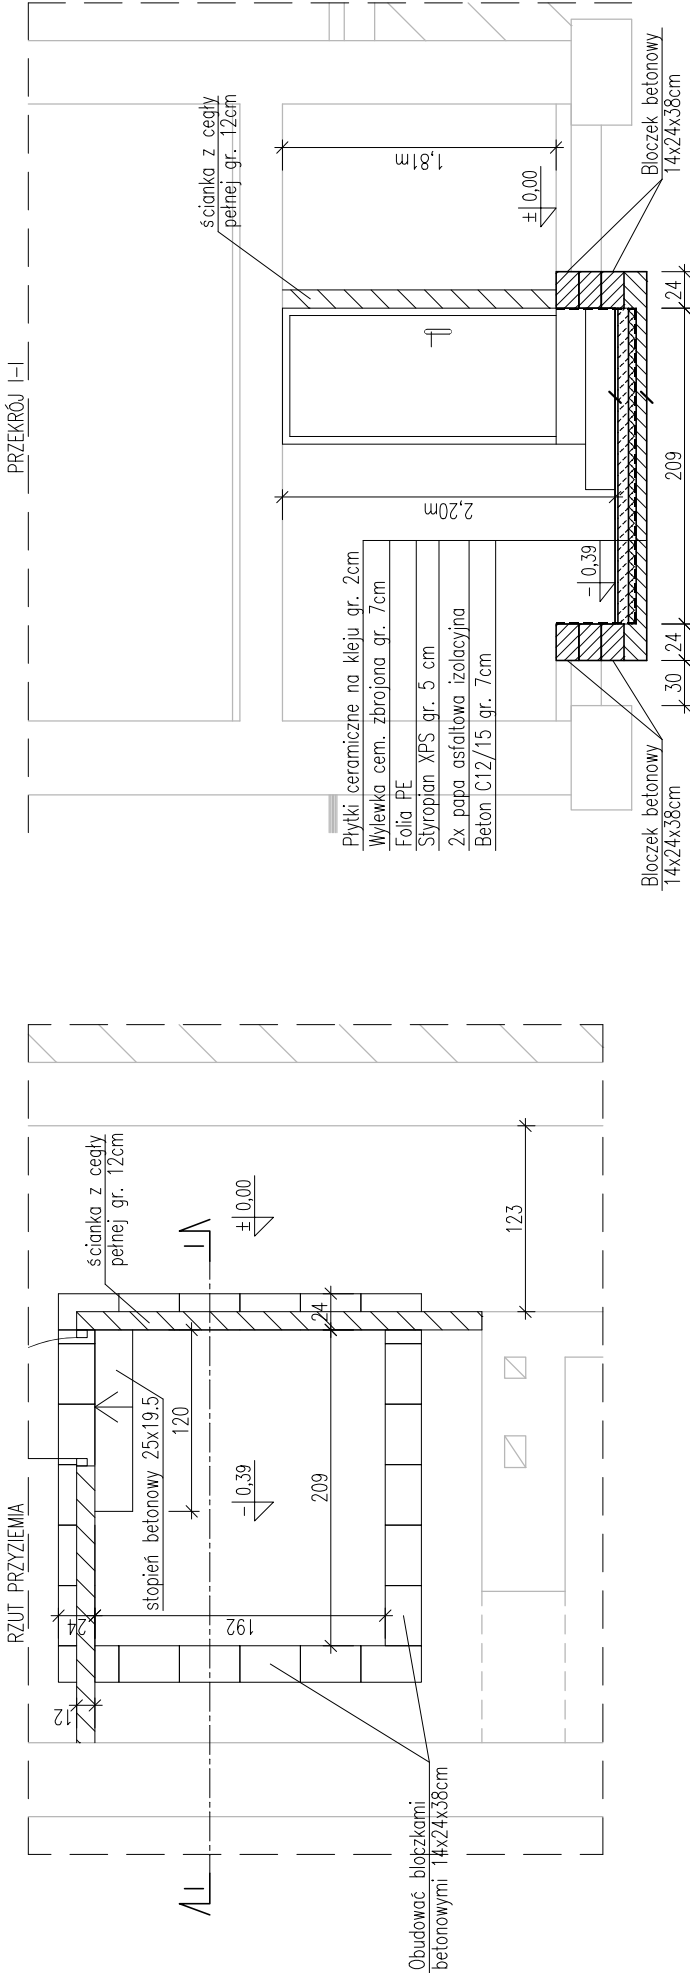 RZUT PRZYZIEMIA
ścianka z cegły
pełnej gr. 12cm
± 0,00
stopień betonowy 25x19.5
120
24
- 0,39
209
123
24
192
12
I
I
Obudować bloczkami
betonowymi 14x24x38cm
PRZEKRÓJ I-I
ścianka z cegły
pełnej gr. 12cm
1,81m
± 0,00
2,20m
- 0,39
Płytki ceramiczne na kleju gr. 2cm
Wylewka cem. zbrojona gr. 7cm
Folia PE
Styropian XPS gr. 5 cm
2x papa asfaltowa izolacyjna
Beton C12/15 gr. 7cm
Bloczek betonowy
14x24x38cm
Bloczek betonowy
14x24x38cm
30
24
209
24